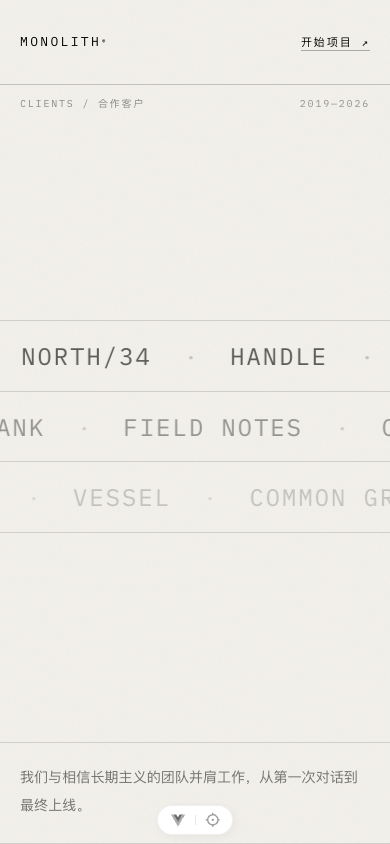 MONOLITH
开始项目 ↗
CLIENTS / 合作客户
2019—2026
NORTH/34 · HANDLE ·
ANK · FIELD NOTES ·
· VESSEL · COMMON GR
我们与相信长期主义的团队并肩工作，从第一次对话到
最终上线。